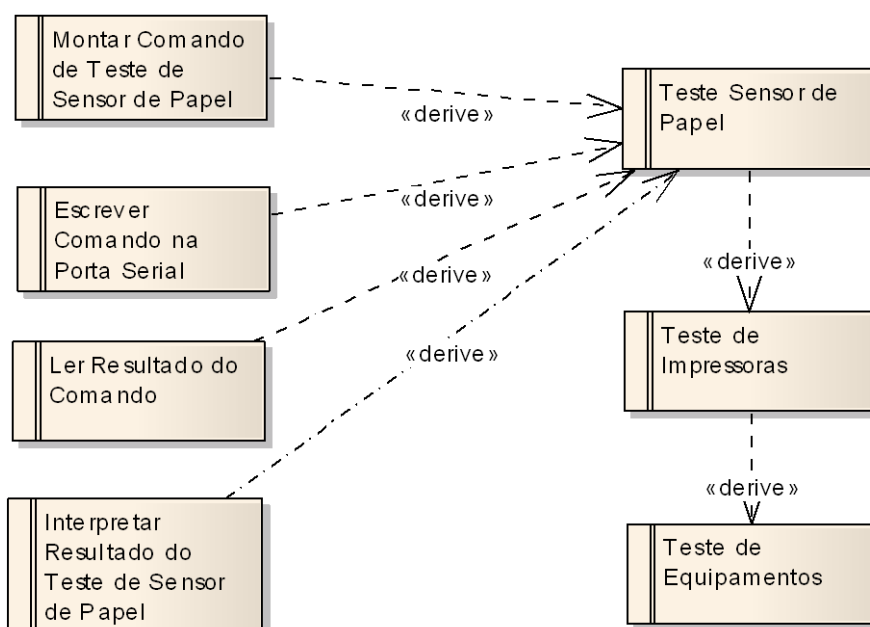 Montar Comando
de Teste de
Sensor de Papel
«derive»
Teste Sensor de
Papel
Escrever
Comando na
Porta Serial
«derive»
«derive»
«derive»
Ler Resultado do
Comando
«derive»
Teste de
Impressoras
Interpretar
Resultado do
Teste de Sensor
de Papel
«derive»
Teste de
Equipamentos